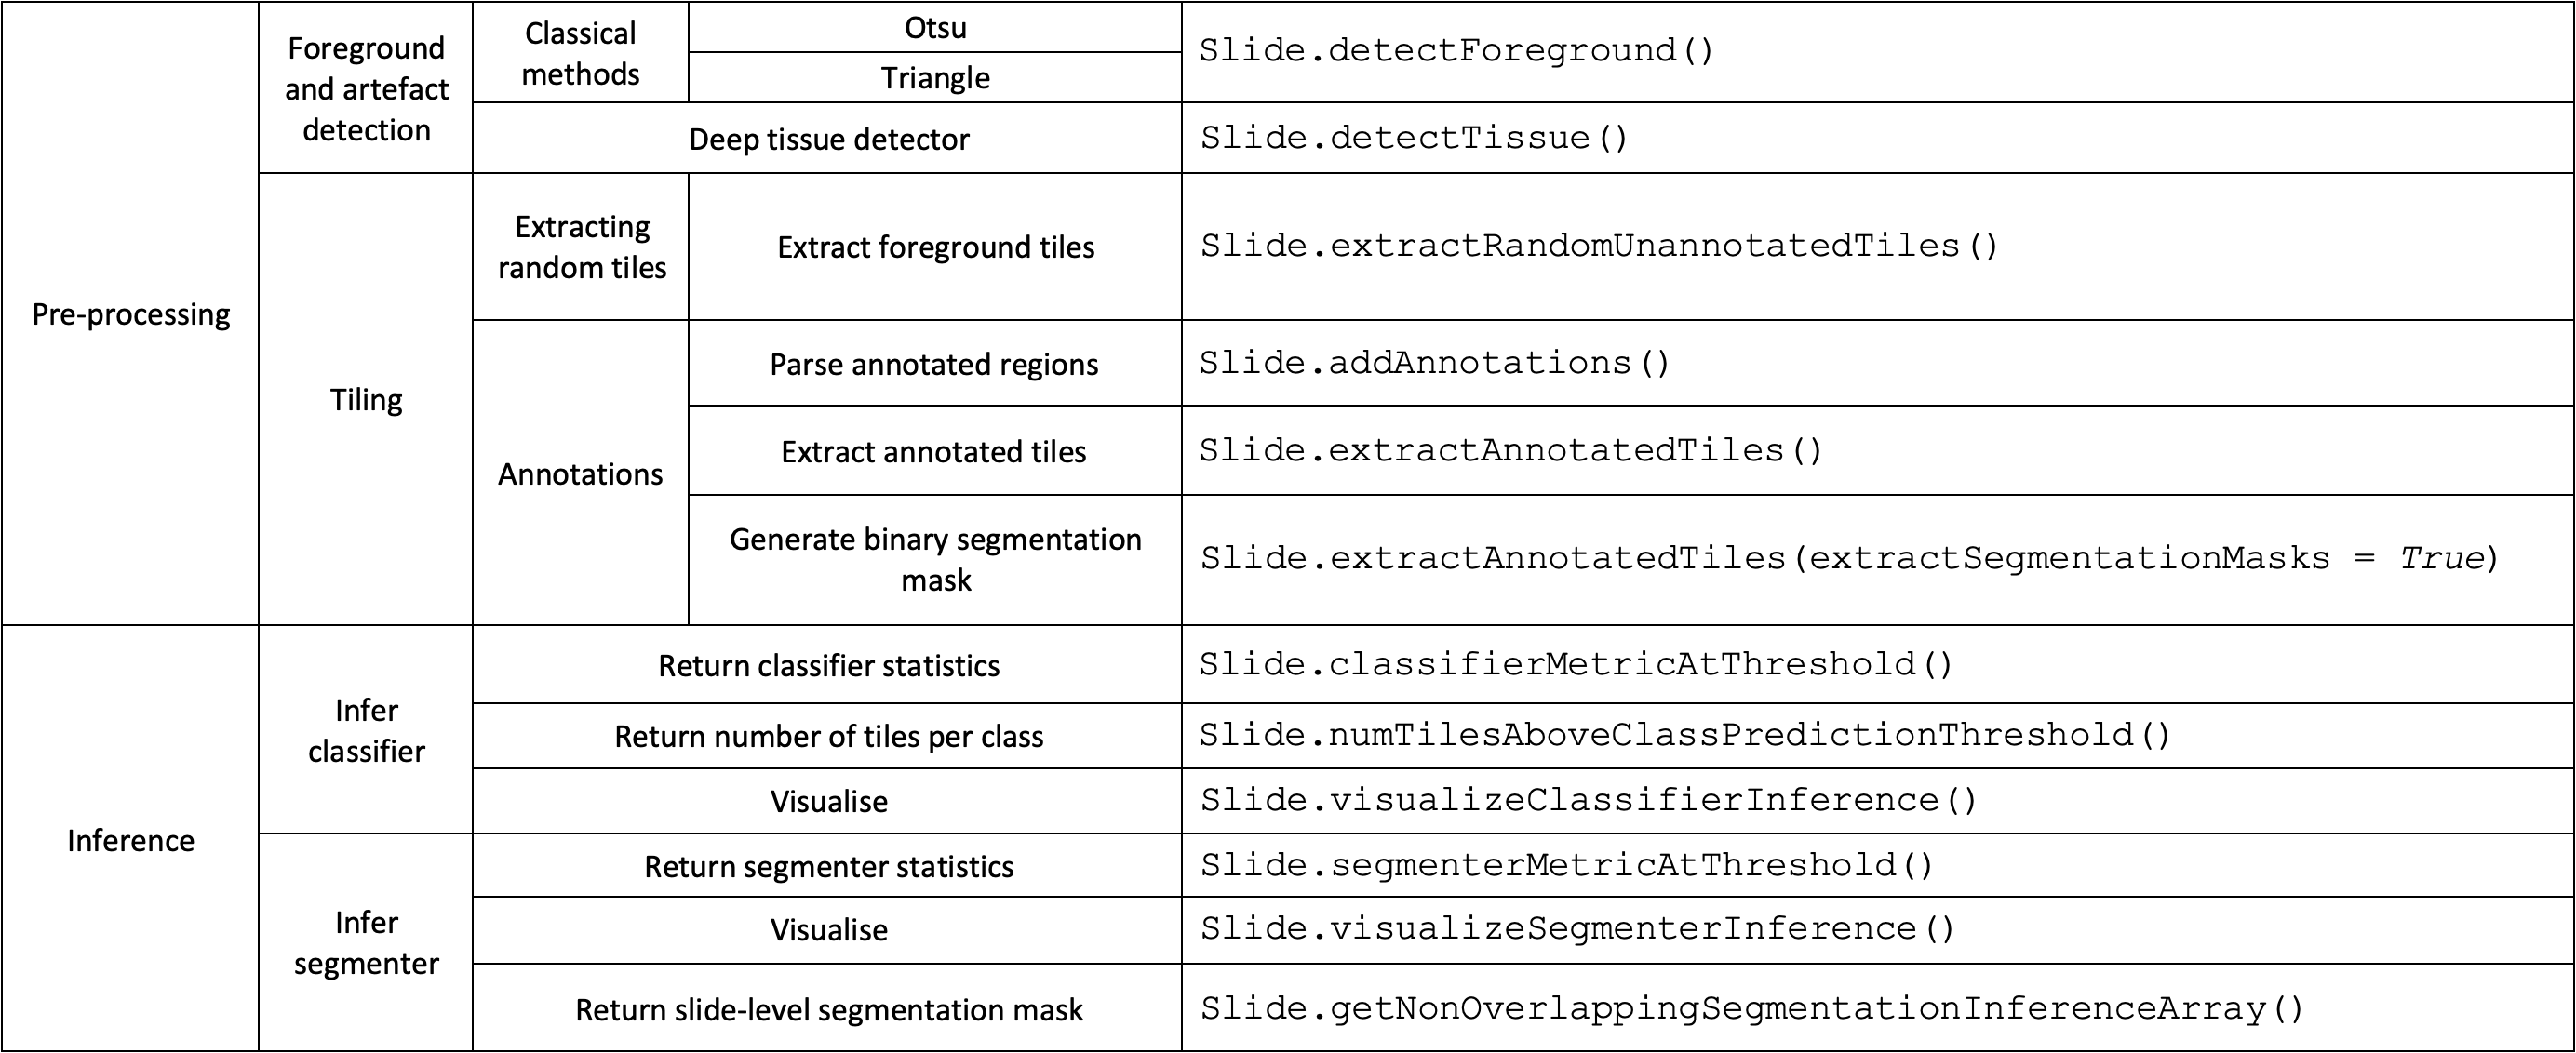 Pre-processing
Foreground
and artefact
detection
Classical
methods
Otsu
Triangle
Slide.detectForeground()
Deep tissue detector
Slide.detectTissue()
Tiling
Extracting
random tiles
Extract foreground tiles
Slide.extractRandomUnannotatedTiles()
Annotations
Parse annotated regions
Slide.addAnnotations()
Extract annotated tiles
Slide.extractAnnotatedTiles()
Generate binary segmentation
mask
Slide.extractAnnotatedTiles(extractSegmentationMasks = True)
Inference
Infer
classifier
Return classifier statistics
Slide.classifierMetricAtThreshold()
Return number of tiles per class
Slide.numTilesAboveClassPredictionThreshold()
Visualise
Slide.visualizeClassifierInference()
Infer
segmenter
Return segmenter statistics
Slide.segmenterMetricAtThreshold()
Visualise
Slide.visualizeSegmenterInference()
Return slide-level segmentation mask
Slide.getNonOverlappingSegmentationInferenceArray()